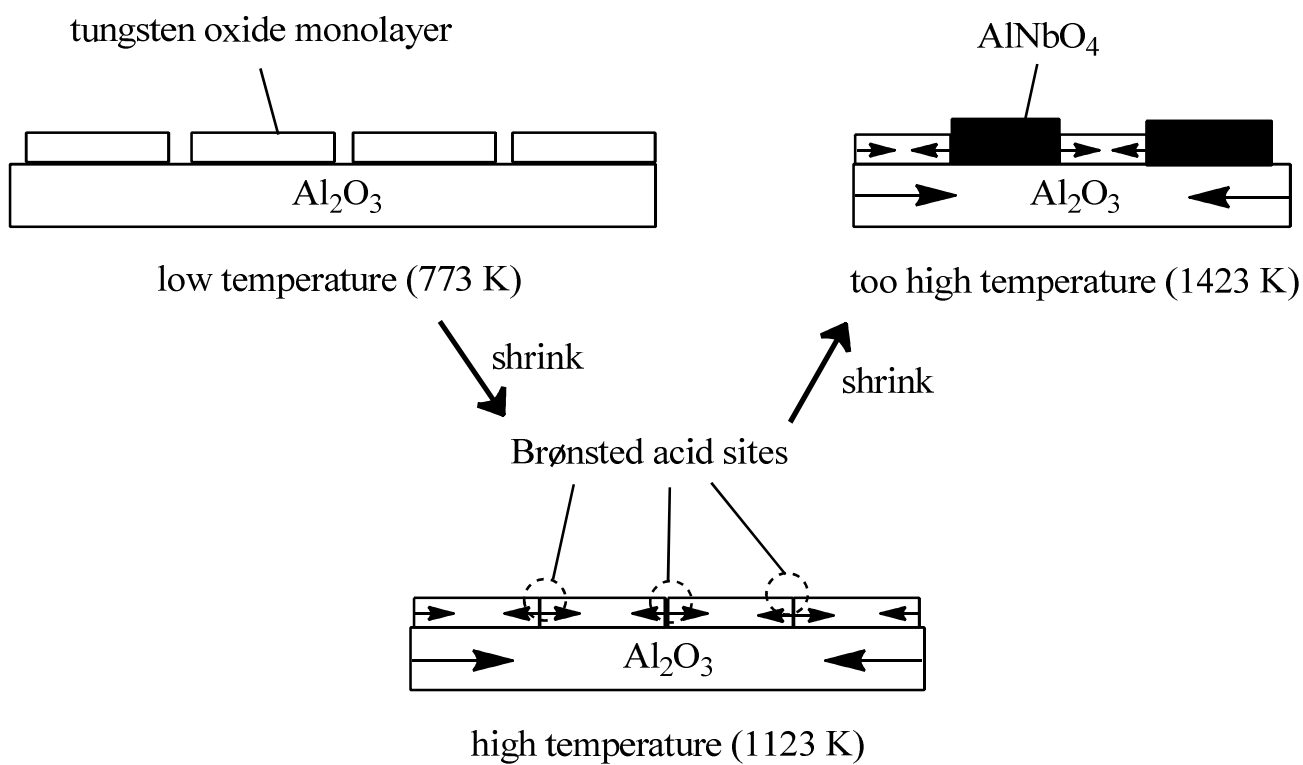 tungsten oxide monolayer
AlNbO₄
Al₂O₃
Al₂O₃
low temperature (773 K)
too high temperature (1423 K)
shrink
shrink
Brønsted acid sites
Al₂O₃
high temperature (1123 K)